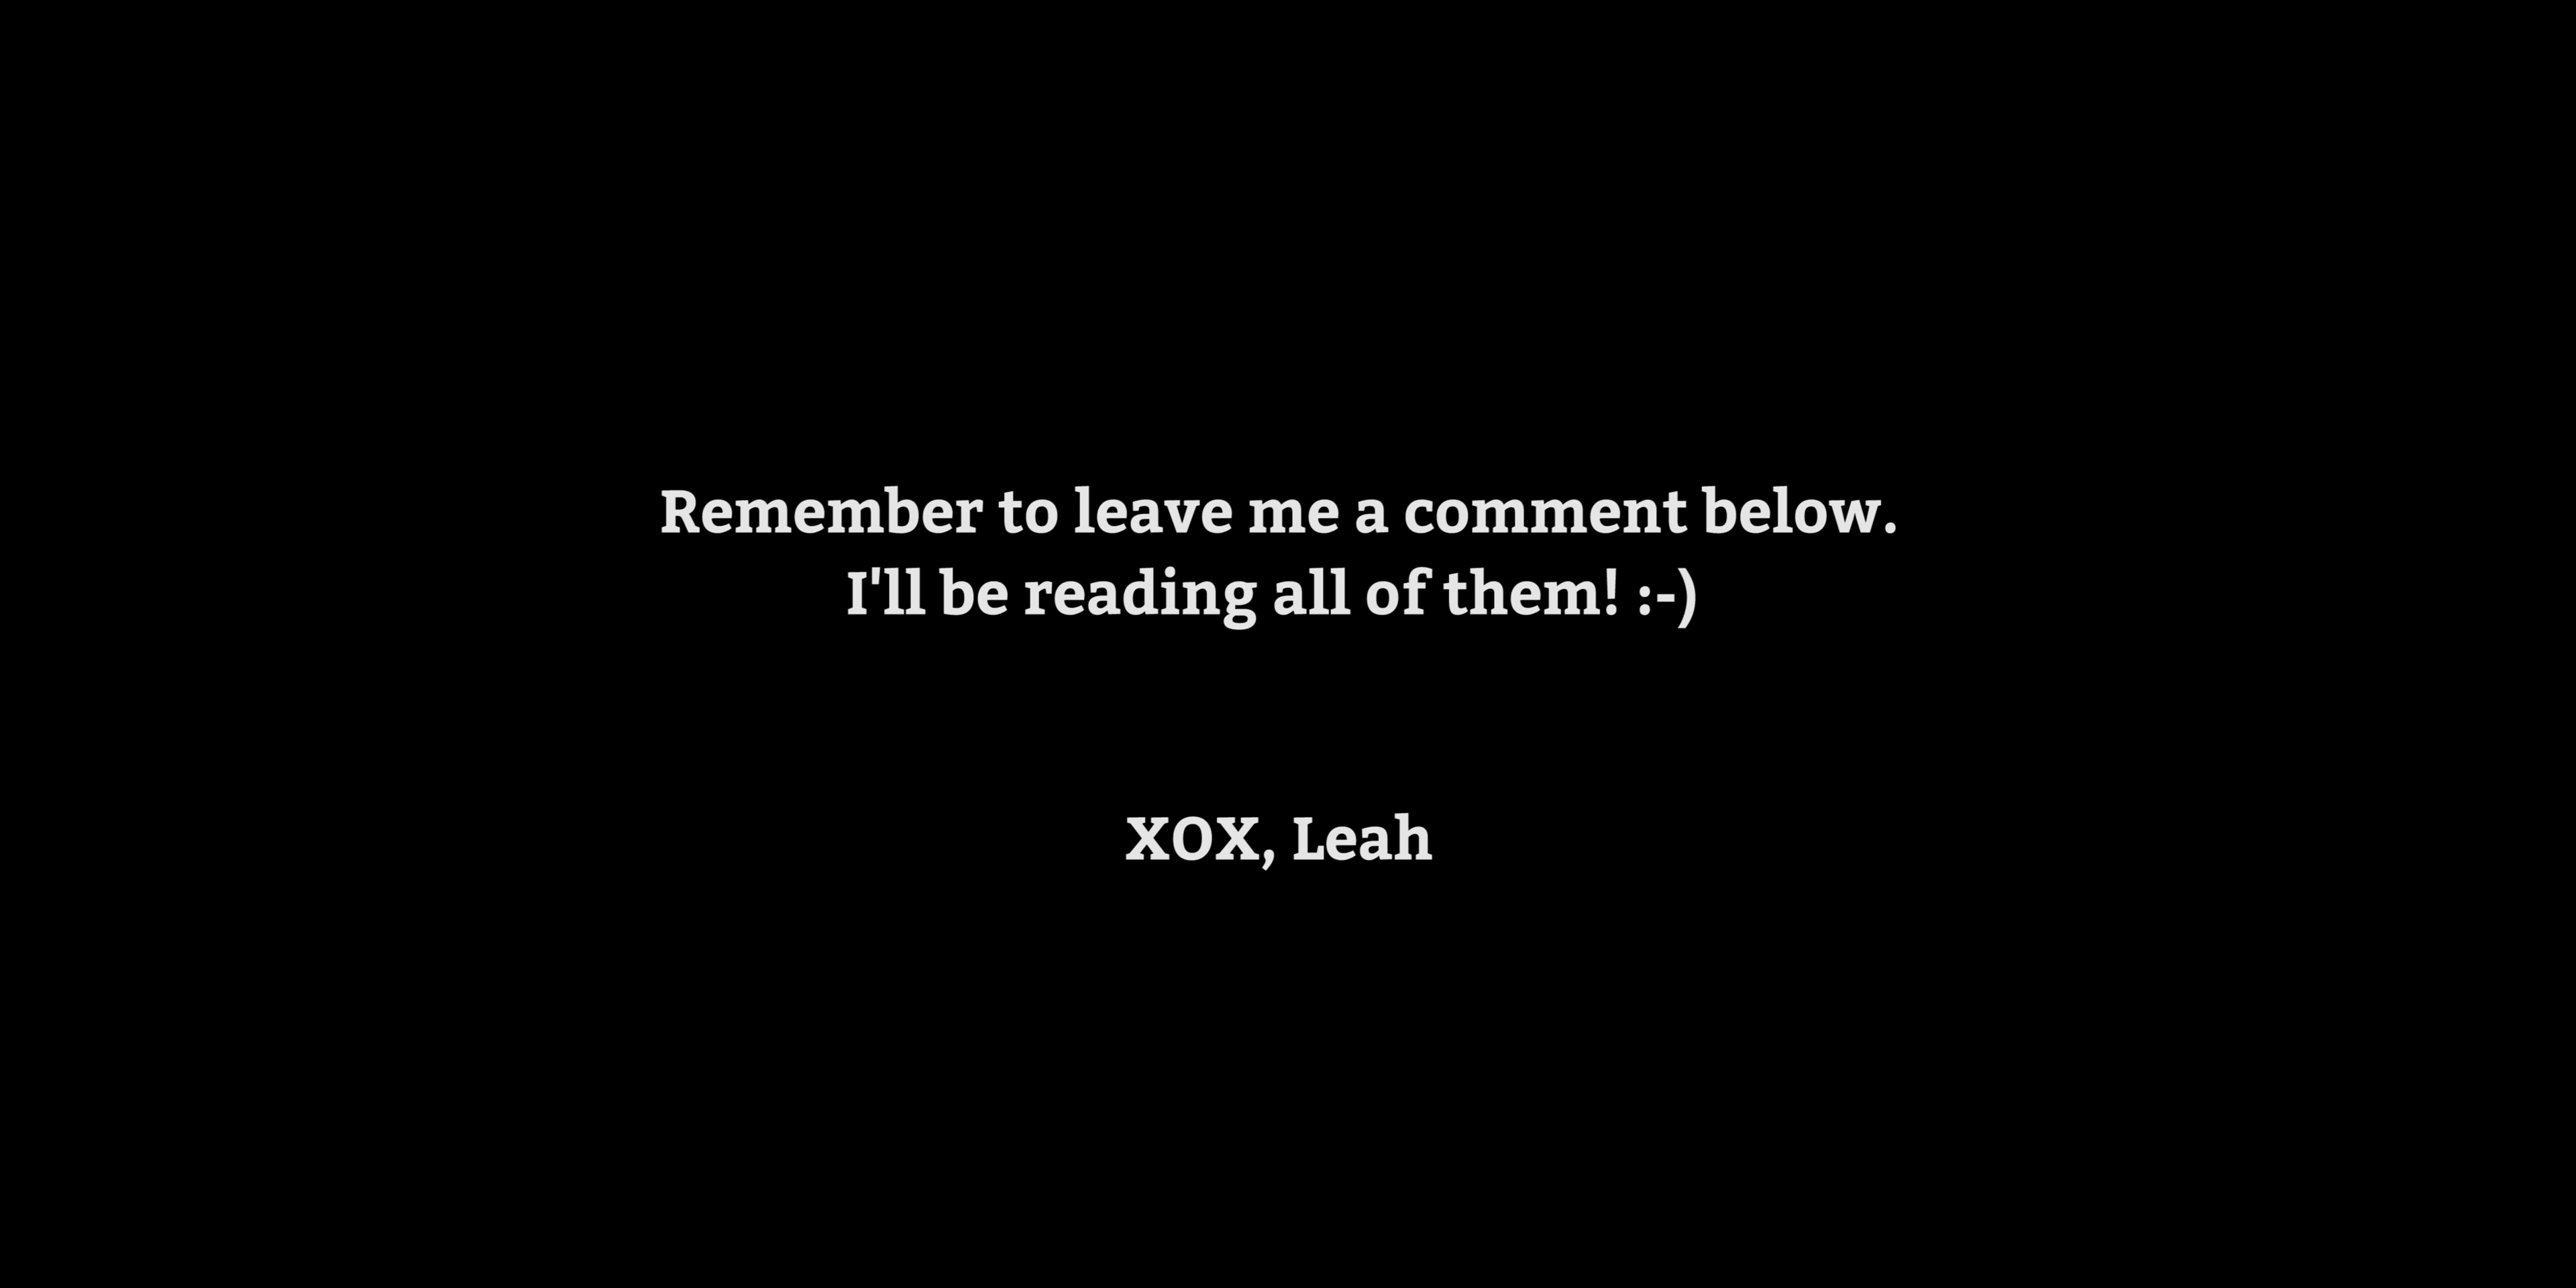 Remember to leave me a comment below.
I'll be reading all of them! :-)
XOX, Leah